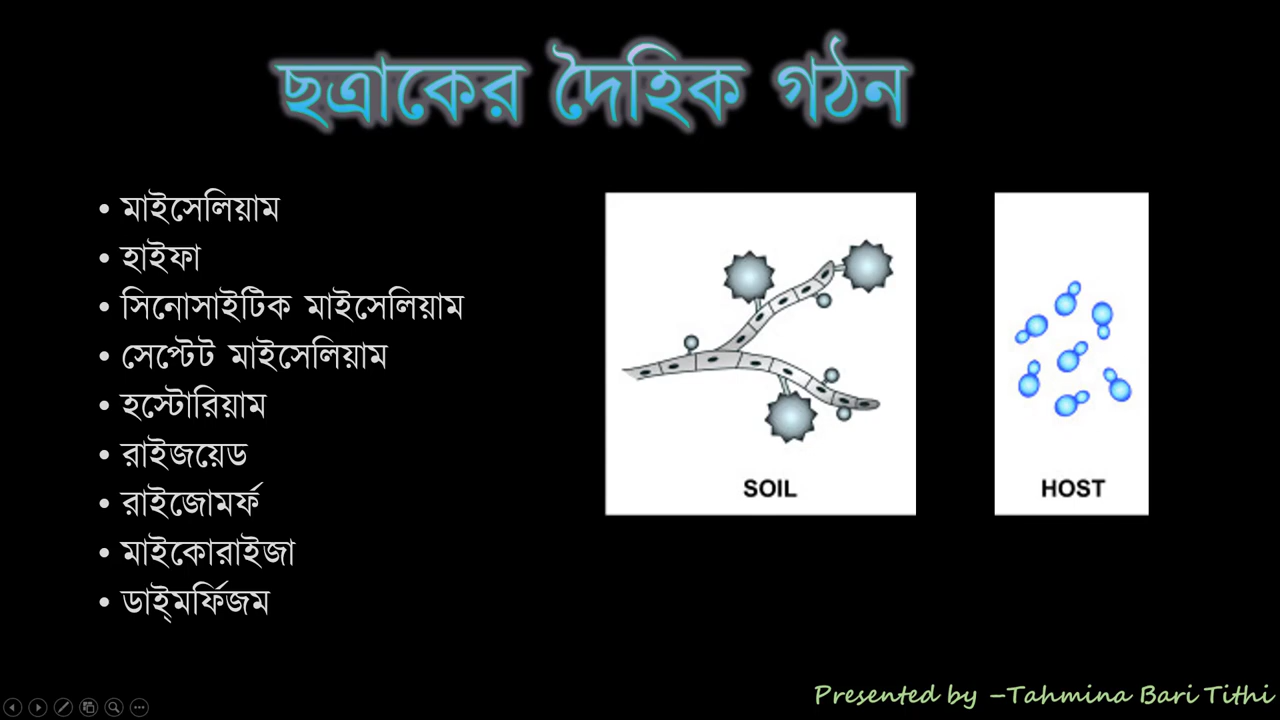 ছত্রাকের দৈহিক গঠন
• মাইসেলিয়াম
• হাইফা
• সিনোসাইটিক মাইসেলিয়াম
• সেপ্টেট মাইসেলিয়াম
• হস্টোরিয়াম
• রাইজয়েড
• রাইজোমর্ফ
• মাইকোরাইজা
• ডাই্মর্ফিজম
SOIL
HOST
Presented by –Tahmina Bari Tithi